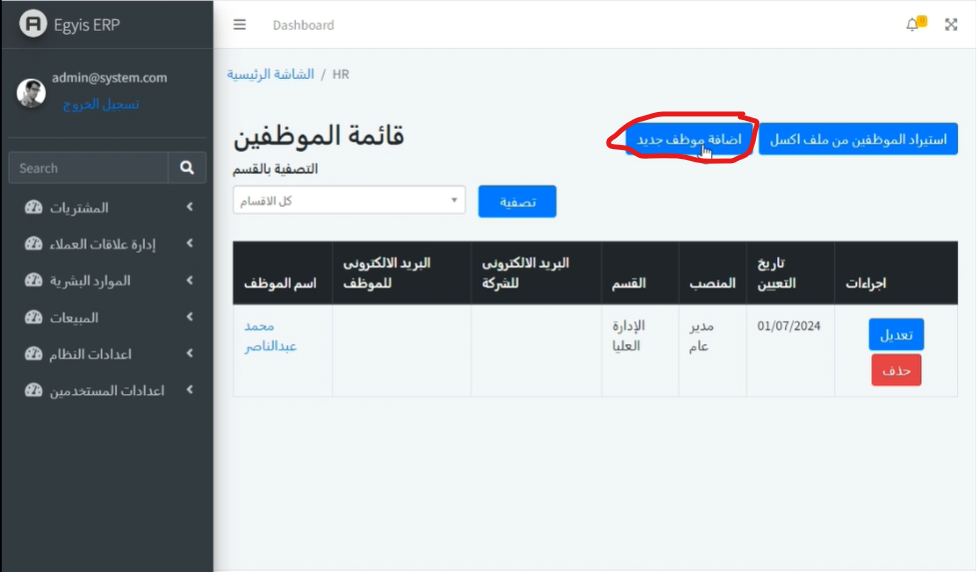 Egyis ERP
Dashboard
0
admin@system.com
تسجيل الخروج
Search
المشتريات
إدارة علاقات العملاء
الموارد البشرية
المبيعات
اعدادات النظام
اعدادات المستخدمين
الشاشة الرئيسية / HR
قائمة الموظفين
اضافة موظف جديد
استيراد الموظفين من ملف اكسل
التصفية بالقسم
كل الاقسام
تصفية
اسم الموظف
البريد الالكترونى
للموظف
البريد الالكترونى
للشركة
القسم
المنصب
تاريخ
التعيين
اجراءات
محمد
عبدالناصر
الإدارة
العليا
مدير
عام
01/07/2024
تعديل
حذف